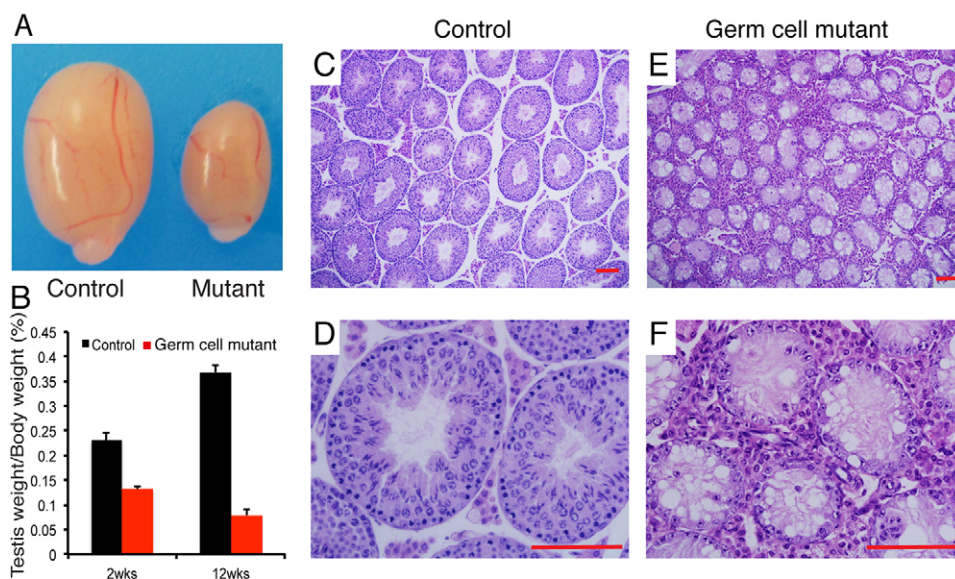 Control Germ cell mutant
A
C
E
Control Mutant
B
Testis weight/Body weight (%)
Control Germ cell mutant
0.45
0.4
0.35
0.3
0.25
0.2
0.15
0.1
0.05
0
2wks 12wks
D
F